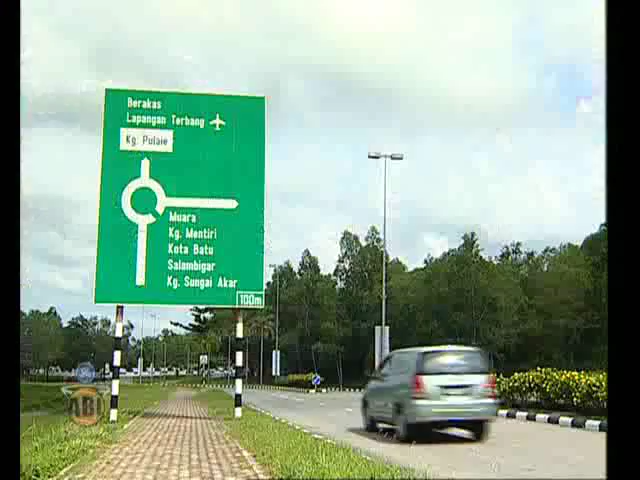 Berakas
Lapangan Terbang
Kg. Pulaie
Muara
Kg. Mentiri
Kota Batu
Salambigar
Kg. Sungai Akar
100m